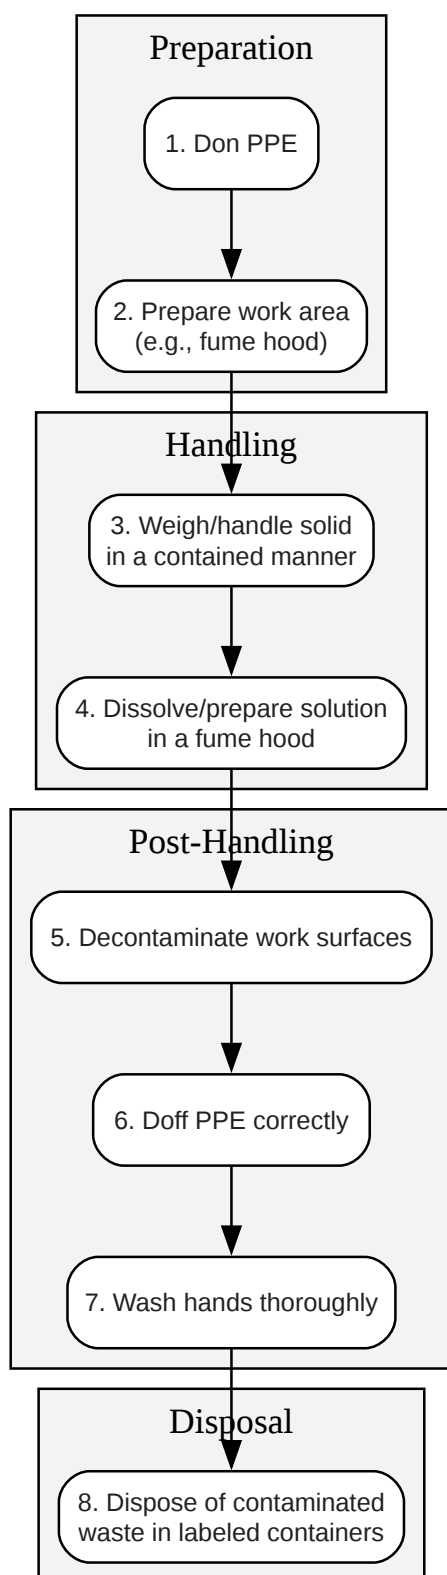 Preparation
1. Don PPE
2. Prepare work area
(e.g., fume hood)
Handling
3. Weigh/handle solid
in a contained manner
4. Dissolve/prepare solution
in a fume hood
Post-Handling
5. Decontaminate work surfaces
6. Doff PPE correctly
7. Wash hands thoroughly
Disposal
8. Dispose of contaminated
waste in labeled containers